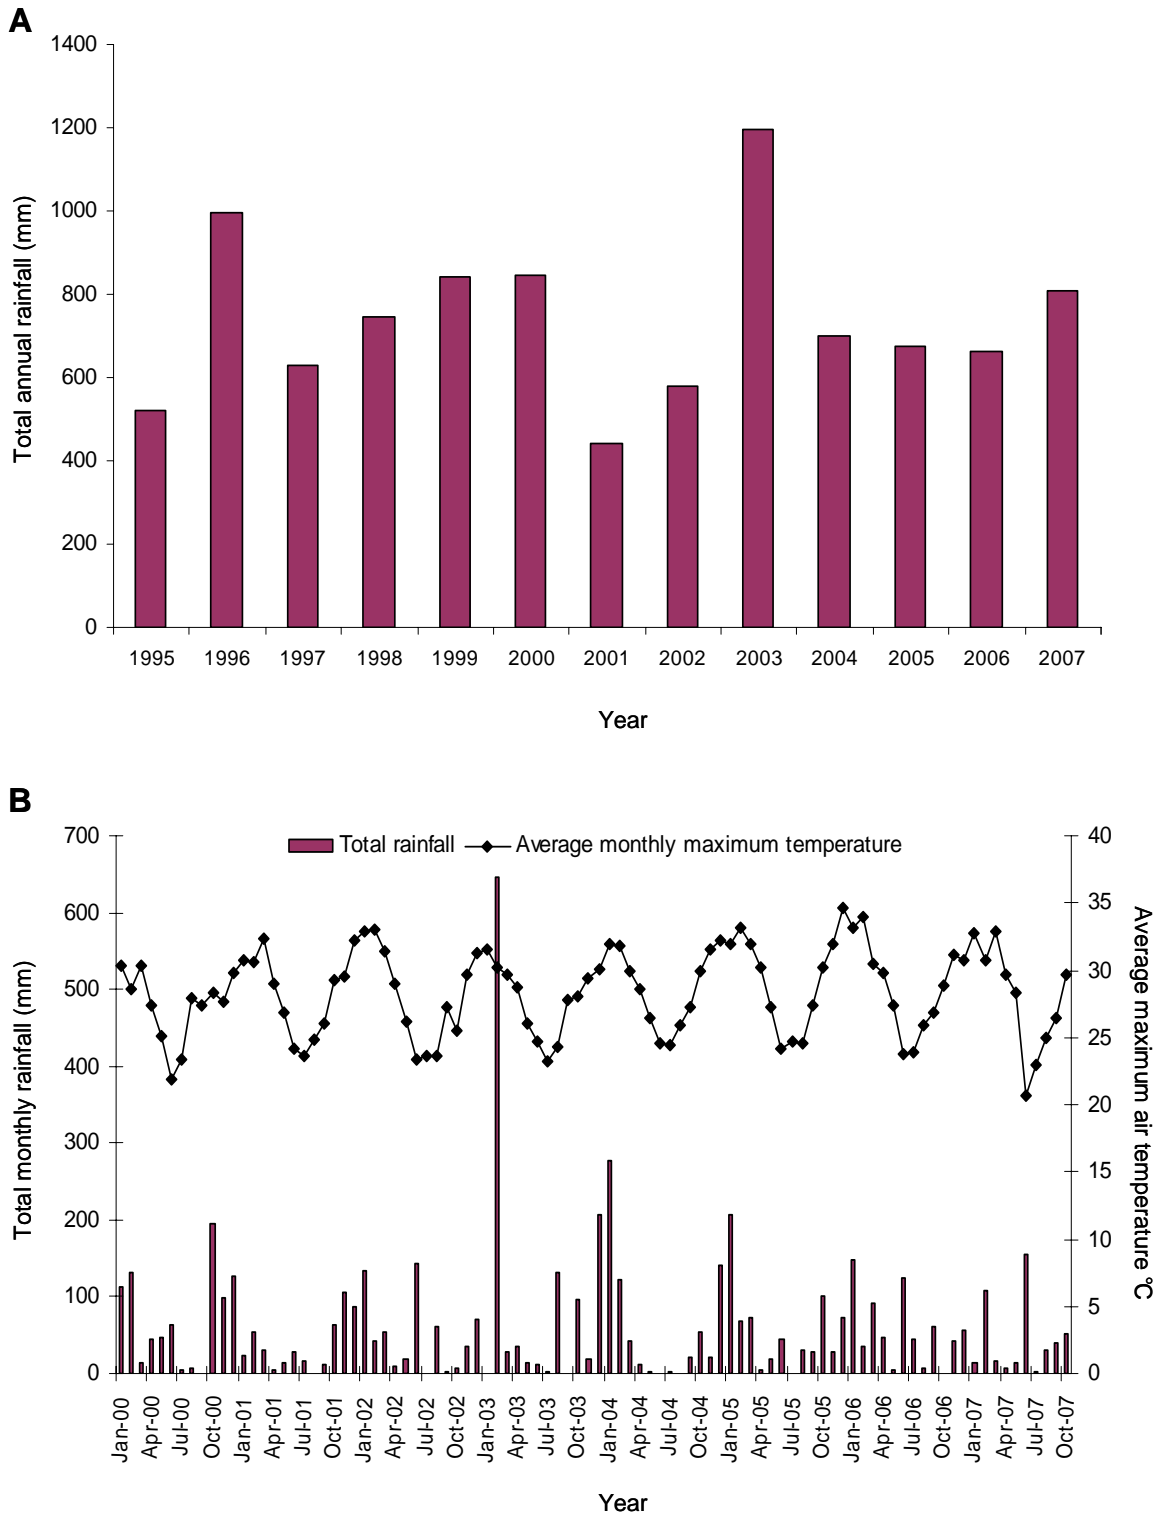 A
1400
1200
1000
800
600
400
200
0
Total annual rainfall (mm)
1995 1996 1997 1998 1999 2000 2001 2002 2003 2004 2005 2006 2007
Year
B
Total rainfall Average monthly maximum temperature
700
600
500
400
300
200
100
0
Total monthly rainfall (mm)
40
35
30
25
20
15
10
5
0
Average maximum air temperature °C
Jan-00 Apr-00 Jul-00 Oct-00 Jan-01 Apr-01 Jul-01 Oct-01 Jan-02 Apr-02 Jul-02 Oct-02 Jan-03 Apr-03 Jul-03 Oct-03 Jan-04 Apr-04 Jul-04 Oct-04 Jan-05 Apr-05 Jul-05 Oct-05 Jan-06 Apr-06 Jul-06 Oct-06 Jan-07 Apr-07 Jul-07 Oct-07
Year